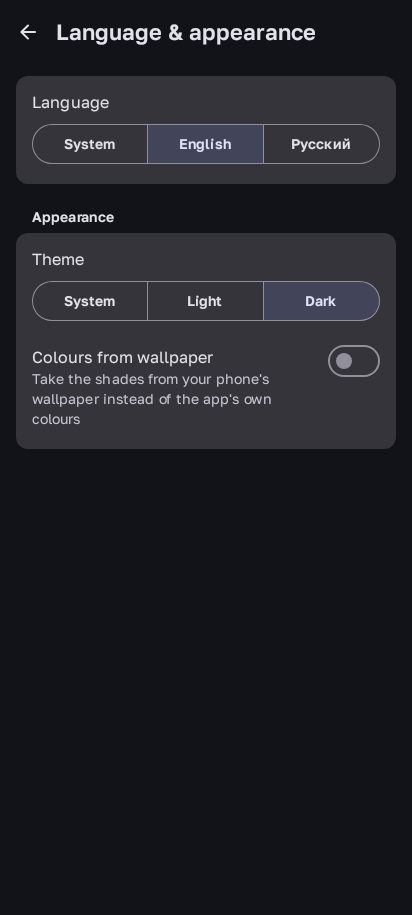 Language & appearance
Language
System English Русский
Appearance
Theme
System Light Dark
Colours from wallpaper
Take the shades from your phone's
wallpaper instead of the app's own
colours